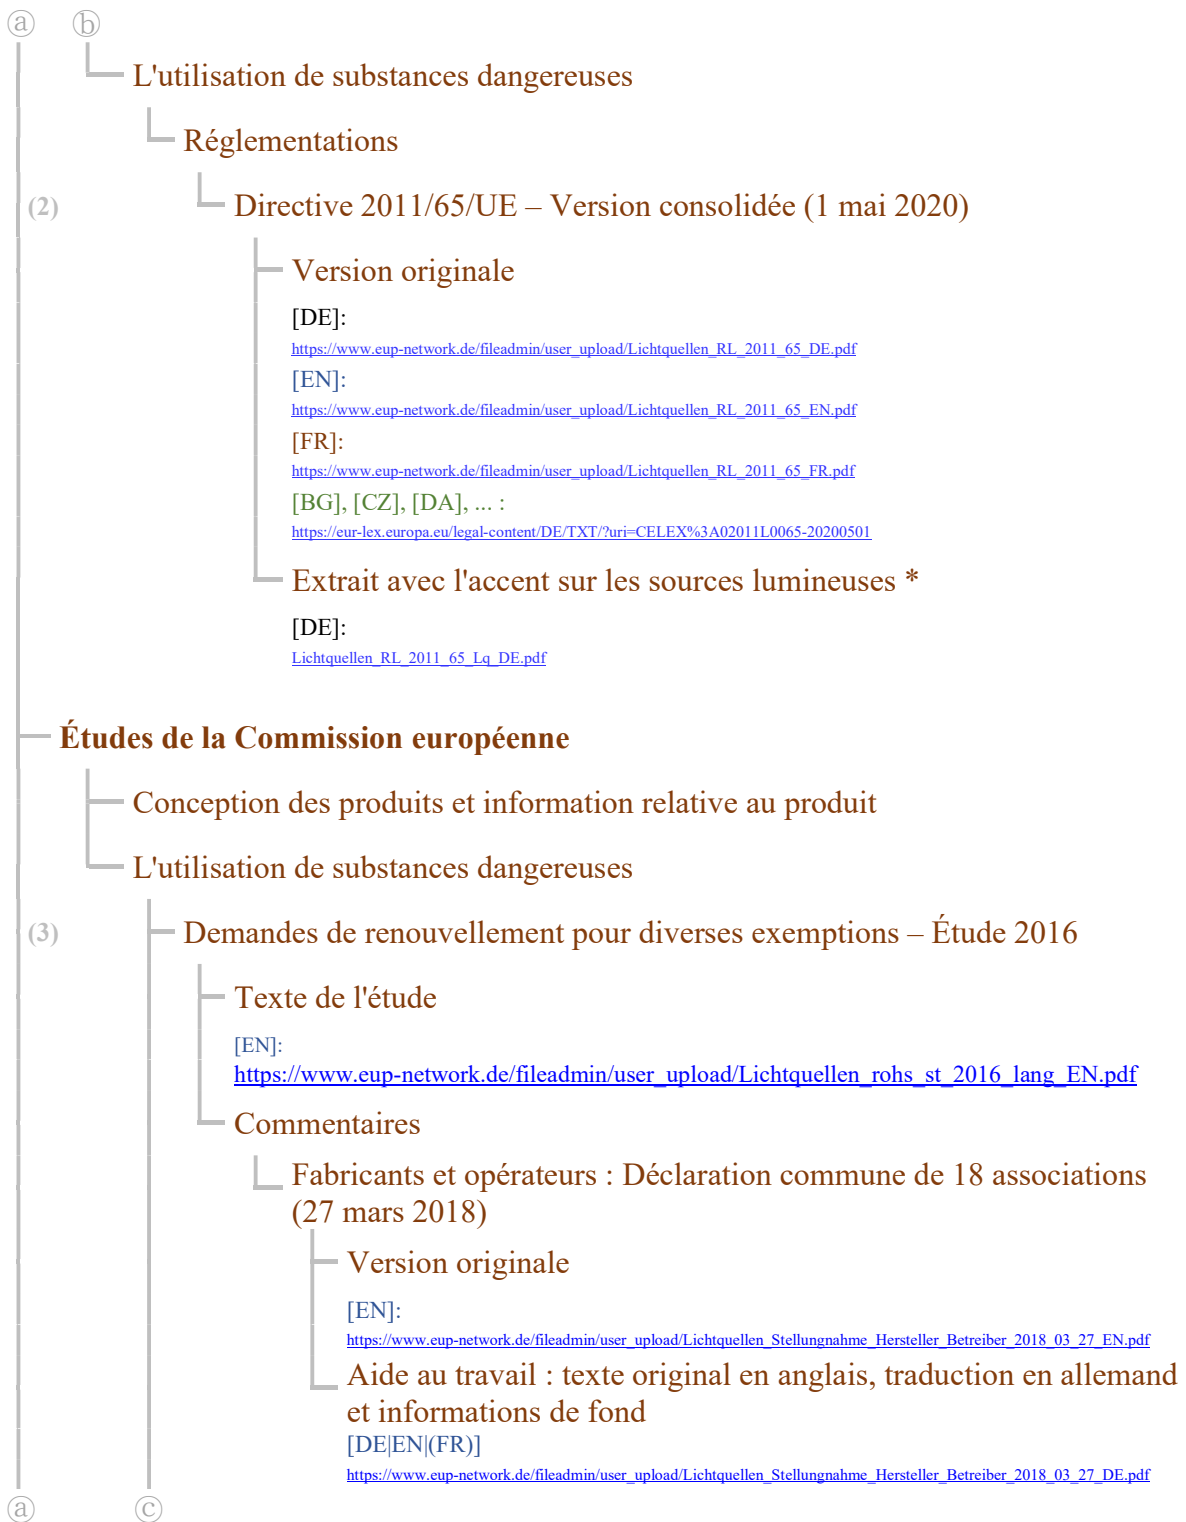 ⓐ ⓑ
L'utilisation de substances dangereuses
Réglementations
(2) Directive 2011/65/UE – Version consolidée (1 mai 2020)
Version originale
[DE]:
https://www.eup-network.de/fileadmin/user_upload/Lichtquellen_RL_2011_65_DE.pdf
[EN]:
https://www.eup-network.de/fileadmin/user_upload/Lichtquellen_RL_2011_65_EN.pdf
[FR]:
https://www.eup-network.de/fileadmin/user_upload/Lichtquellen_RL_2011_65_FR.pdf
[BG], [CZ], [DA], ... :
https://eur-lex.europa.eu/legal-content/DE/TXT/?uri=CELEX%3A02011L0065-20200501
Extrait avec l'accent sur les sources lumineuses *
[DE]:
Lichtquellen_RL_2011_65_Lq_DE.pdf
Études de la Commission européenne
Conception des produits et information relative au produit
L'utilisation de substances dangereuses
(3) Demandes de renouvellement pour diverses exemptions – Étude 2016
Texte de l'étude
[EN]:
https://www.eup-network.de/fileadmin/user_upload/Lichtquellen_rohs_st_2016_lang_EN.pdf
Commentaires
Fabricants et opérateurs : Déclaration commune de 18 associations
(27 mars 2018)
Version originale
[EN]:
https://www.eup-network.de/fileadmin/user_upload/Lichtquellen_Stellungnahme_Hersteller_Betreiber_2018_03_27_EN.pdf
Aide au travail : texte original en anglais, traduction en allemand
et informations de fond
[DE|EN|(FR)]
https://www.eup-network.de/fileadmin/user_upload/Lichtquellen_Stellungnahme_Hersteller_Betreiber_2018_03_27_DE.pdf
ⓐ ⓒ